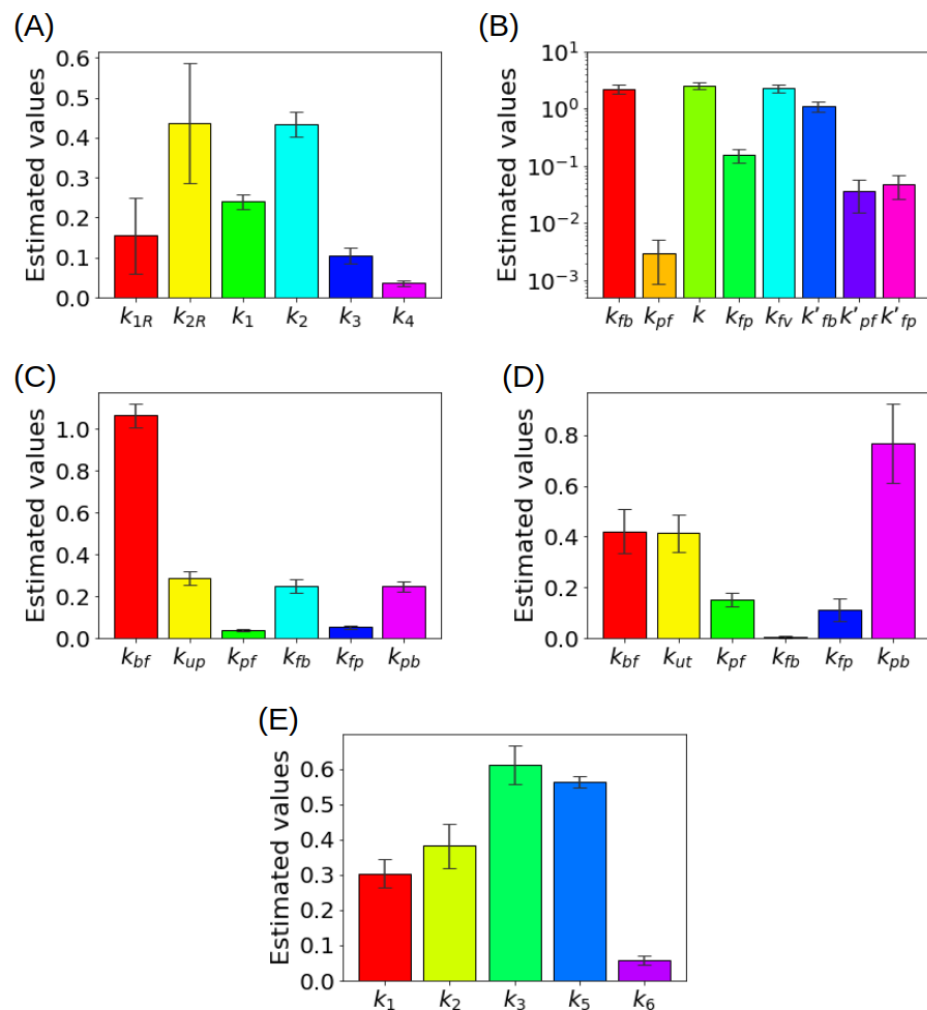 (A)
Estimated values
0.6
0.5
0.4
0.3
0.2
0.1
0.0
k1R k2R k1 k2 k3 k4
(B)
Estimated values
10^1
10^0
10^-1
10^-2
10^-3
kfb kpf k kfp kfv k'fb k'pf k'fp
(C)
Estimated values
1.0
0.8
0.6
0.4
0.2
0.0
kbf kup kpf kfb kfp kpb
(D)
Estimated values
0.8
0.6
0.4
0.2
0.0
kbf kut kpf kfb kfp kpb
(E)
Estimated values
0.6
0.5
0.4
0.3
0.2
0.1
0.0
k1 k2 k3 k5 k6